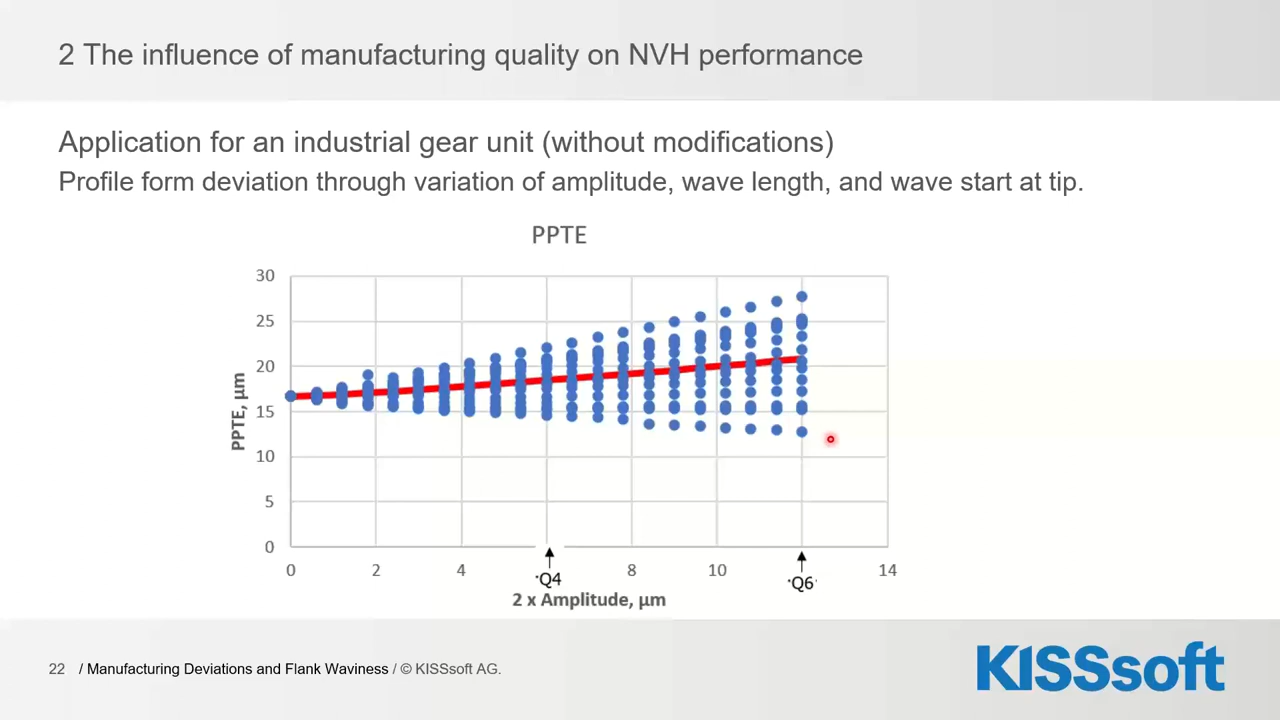 2 The influence of manufacturing quality on NVH performance
Application for an industrial gear unit (without modifications)
Profile form deviation through variation of amplitude, wave length, and wave start at tip.
PPTE
30
25
20
15
10
5
0
PPTE, µm
0 2 4 Q4 8 10 Q6 14
2 x Amplitude, µm
22 / Manufacturing Deviations and Flank Waviness / © KISSsoft AG.
KISSsoft